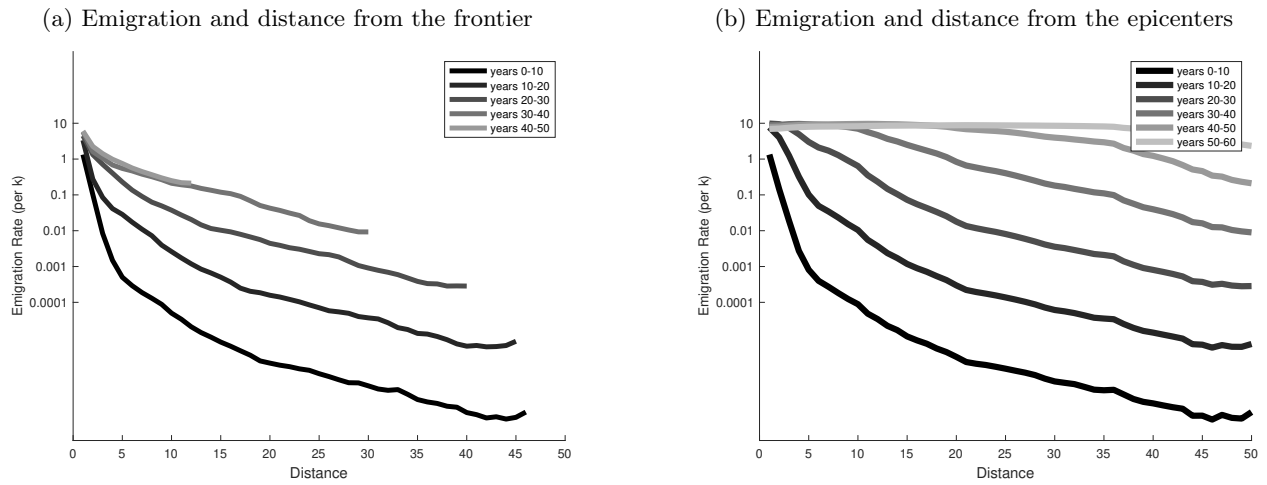 (a) Emigration and distance from the frontier
years 0-10
years 10-20
years 20-30
years 30-40
years 40-50
10
1
0.1
0.01
0.001
0.0001
Emigration Rate (per k)
0 5 10 15 20 25 30 35 40 45 50
Distance
(b) Emigration and distance from the epicenters
years 0-10
years 10-20
years 20-30
years 30-40
years 40-50
years 50-60
10
1
0.1
0.01
0.001
0.0001
Emigration Rate (per k)
0 5 10 15 20 25 30 35 40 45 50
Distance